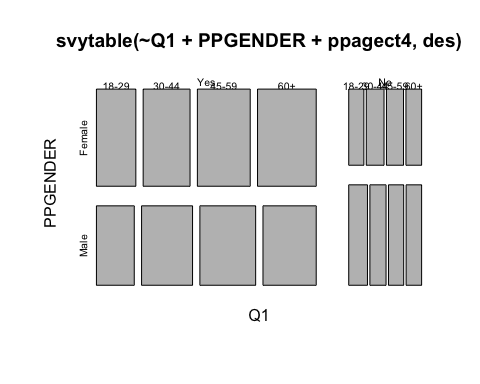 svytable(~Q1 + PPGENDER + ppagect4, des)
Yes
No
18-29 30-44 45-59 60+
18-29 30-44 45-59 60+
Female
PPGENDER
Male
Q1